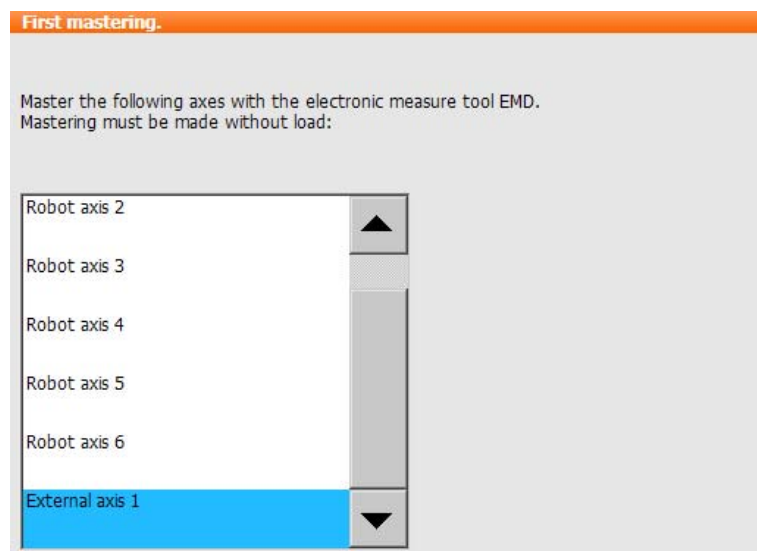 First mastering.
Master the following axes with the electronic measure tool EMD.
Mastering must be made without load:
Robot axis 2
Robot axis 3
Robot axis 4
Robot axis 5
Robot axis 6
External axis 1